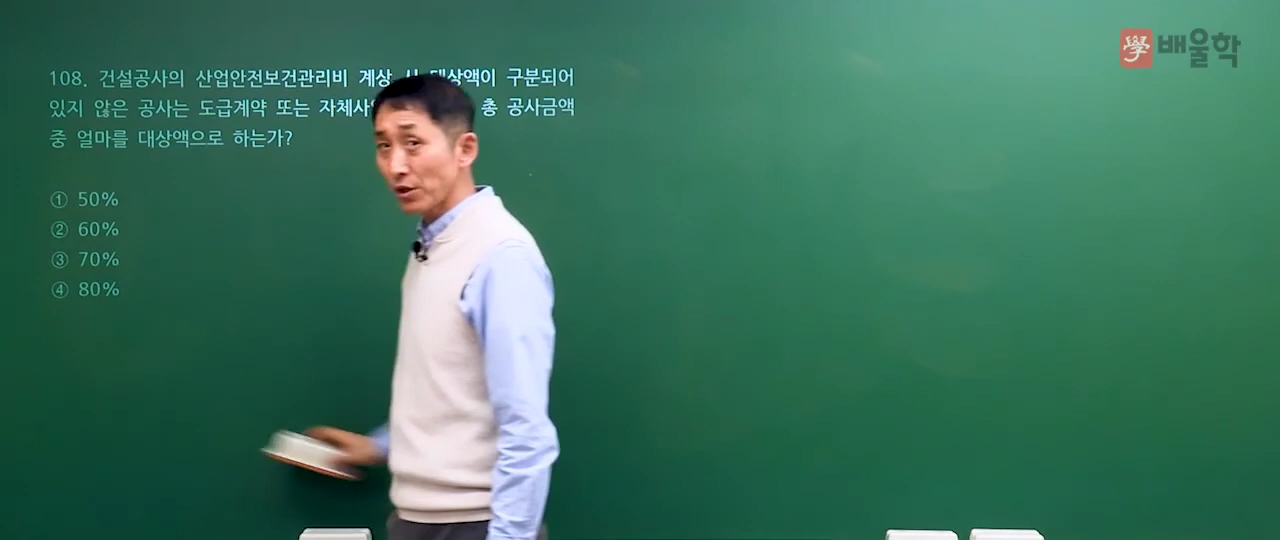 學 배울학
108. 건설공사의 산업안전보건관리비 계상 시 대상액이 구분되어
있지 않은 공사는 도급계약 또는 자체사 총 공사금액
중 얼마를 대상액으로 하는가?
① 50%
② 60%
③ 70%
④ 80%